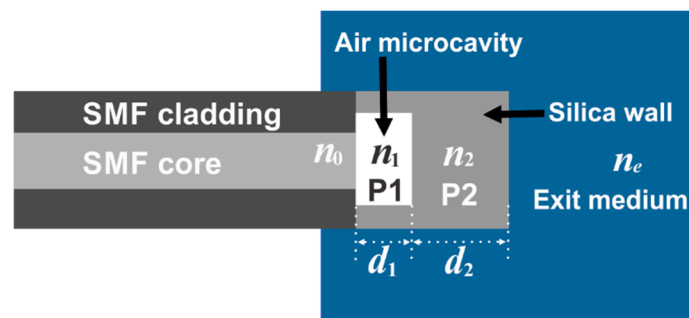 Air microcavity
SMF cladding
Silica wall
SMF core
n₀
n₁
n₂
nₑ
P1
P2
Exit medium
d₁
d₂